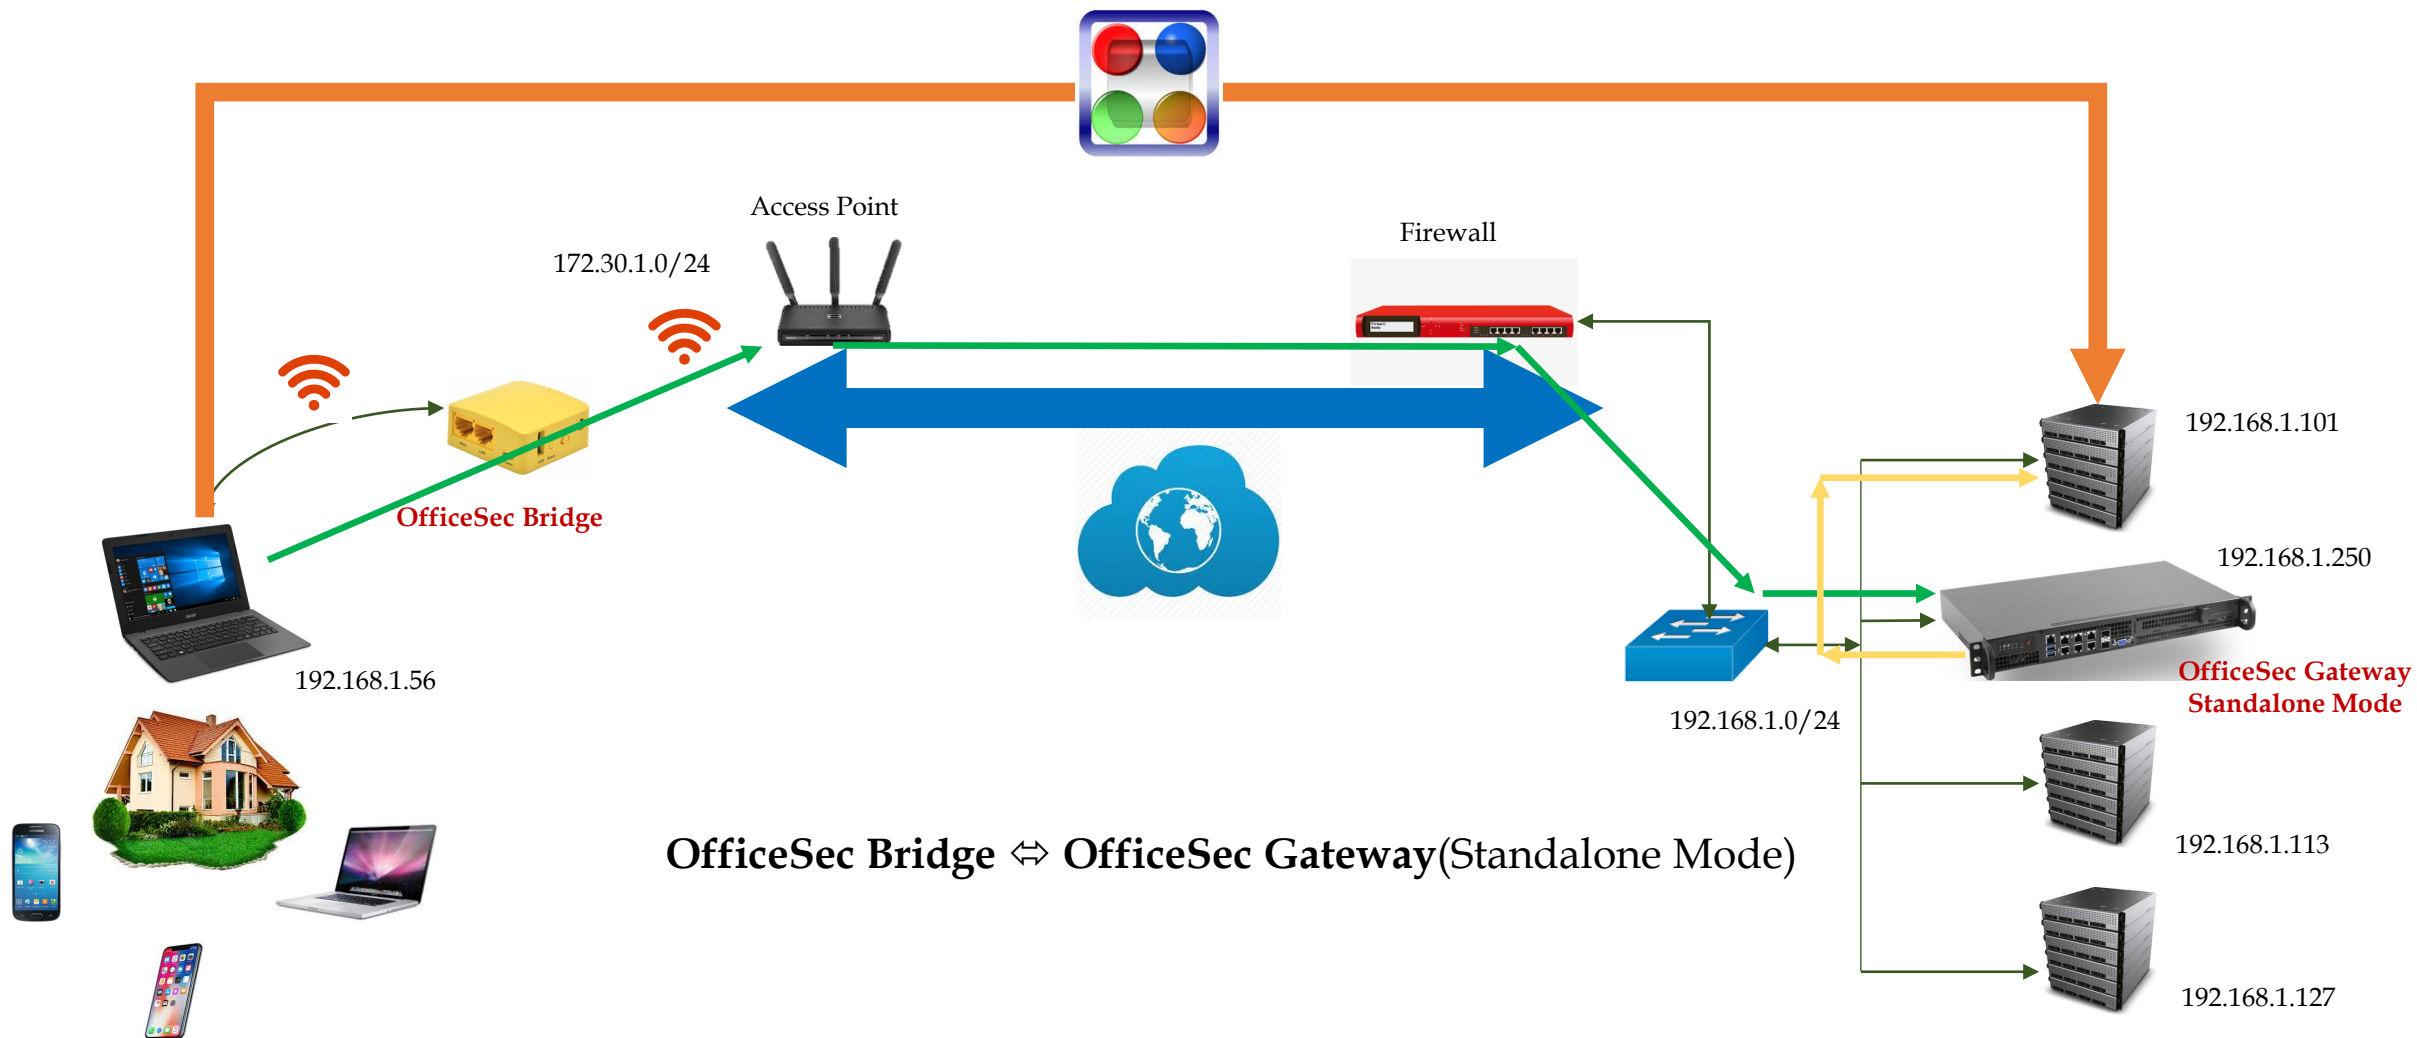 Access Point
Firewall
172.30.1.0/24
192.168.1.101
OfficeSec Bridge
192.168.1.250
192.168.1.56
OfficeSec Gateway
Standalone Mode
192.168.1.0/24
OfficeSec Bridge ⬄ OfficeSec Gateway(Standalone Mode)
192.168.1.113
192.168.1.127